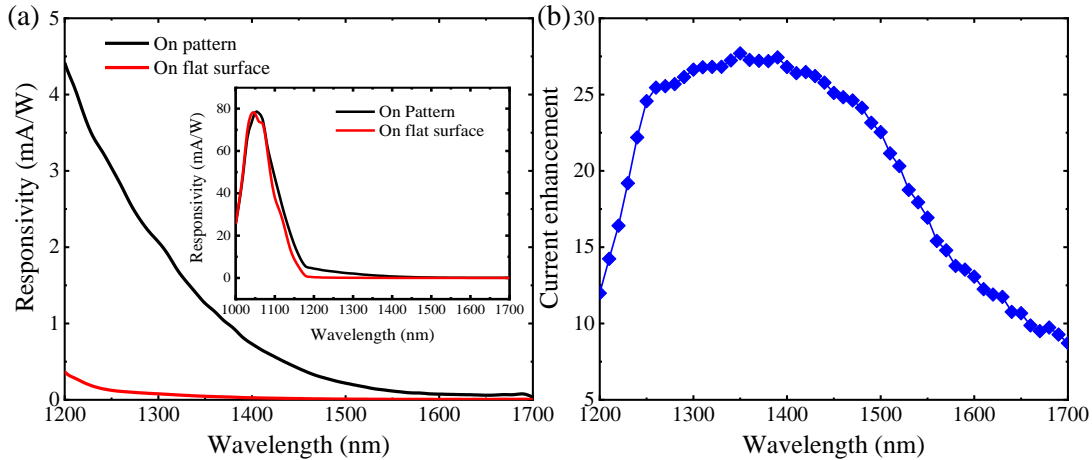 (a)
5
4
3
2
1
0
Responsivity (mA/W)
On pattern
On flat surface
80
60
40
20
0
Responsivity (mA/W)
On Pattern
On flat surface
1000 1100 1200 1300 1400 1500 1600 1700
Wavelength (nm)
1200 1300 1400 1500 1600 1700
Wavelength (nm)
(b)
30
25
20
15
10
5
Current enhancement
1200 1300 1400 1500 1600 1700
Wavelength (nm)